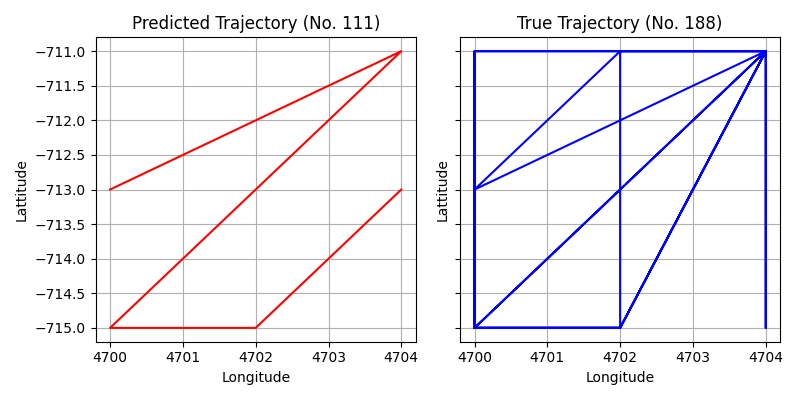 Predicted Trajectory (No. 111)
True Trajectory (No. 188)
−711.0
−711.5
−712.0
−712.5
−713.0
−713.5
−714.0
−714.5
−715.0
Lattitude
Lattitude
4700 4701 4702 4703 4704
4700 4701 4702 4703 4704
Longitude
Longitude